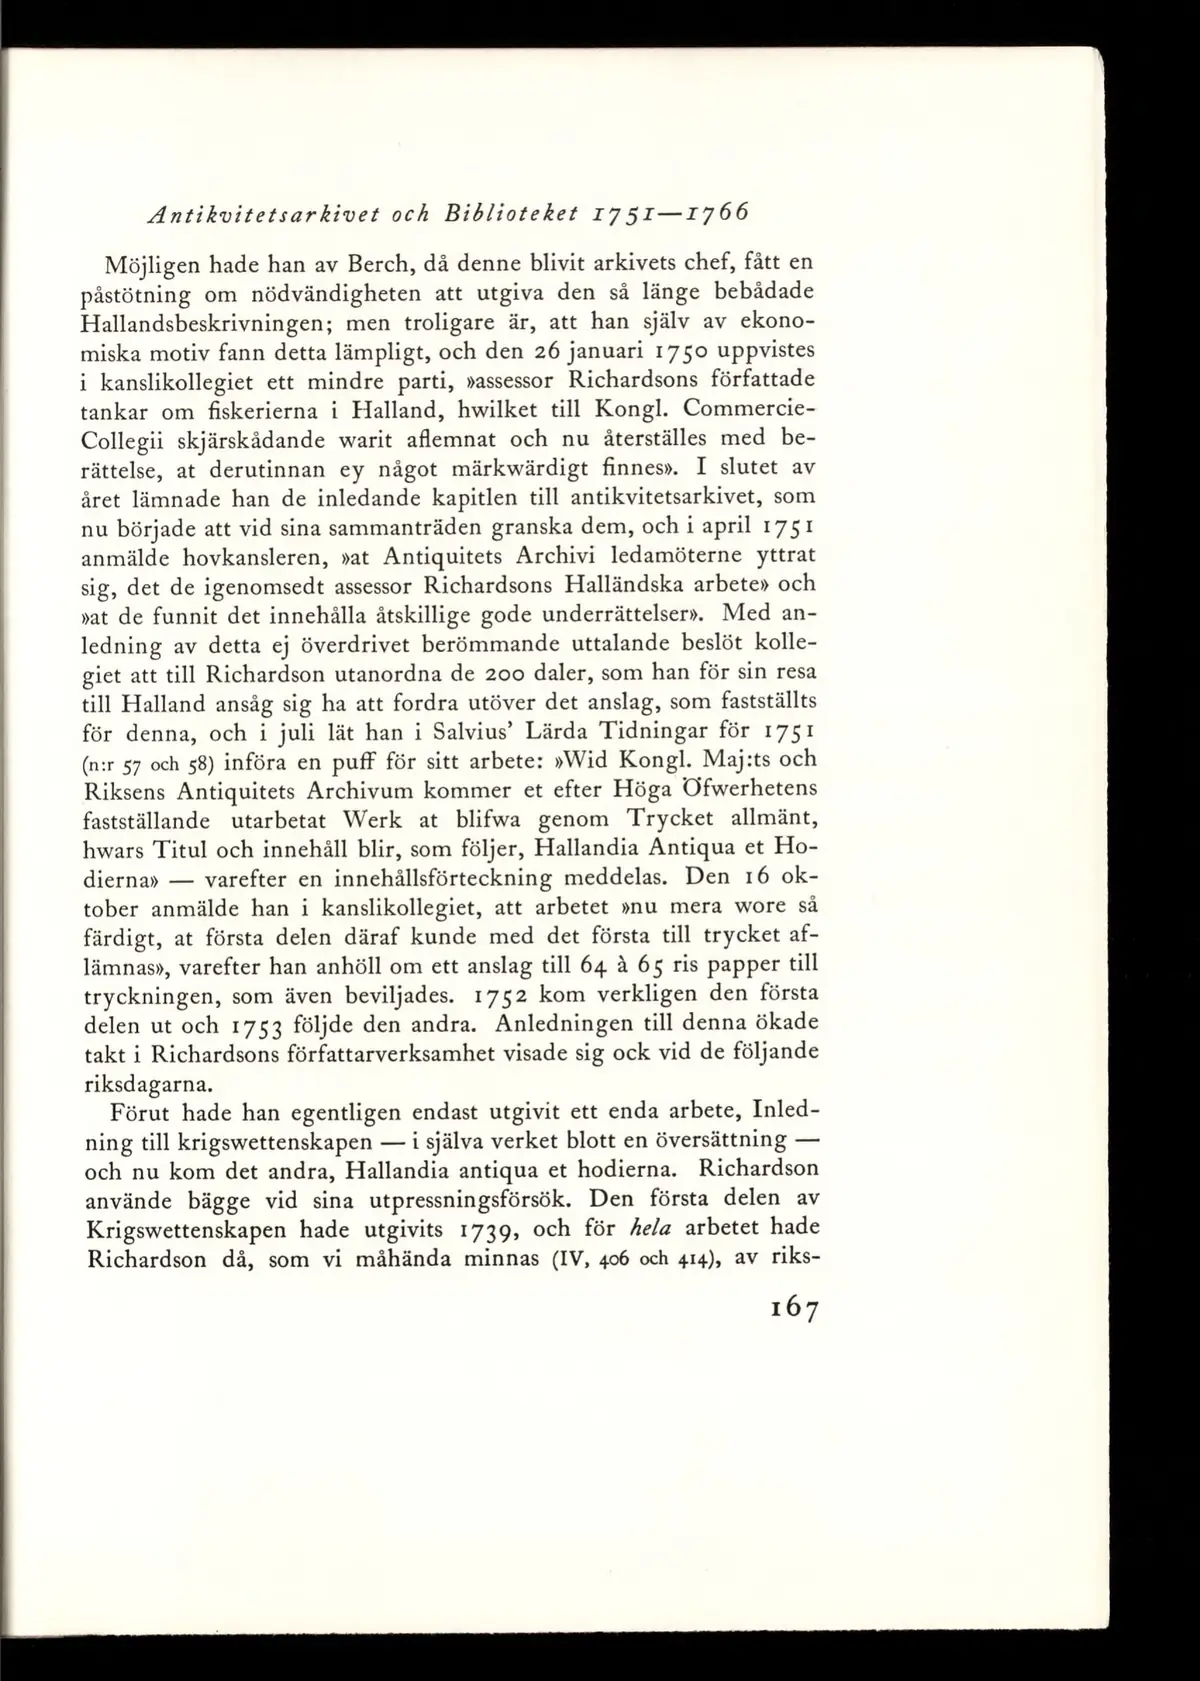 Antikvitetsarkivet och Biblioteket 1751—1766
Möjligen hade han av Berch, då denne blivit arkivets chef, fått en
påstötning om nödvändigheten att utgiva den så länge bebådade
Hallandsbeskrivningen; men troligare är, att han själv av ekono-
miska motiv fann detta lämpligt, och den 26 januari 1750 uppvistes
i kanslikollegiet ett mindre parti, »assessor Richardsons författade
tankar om fiskerierna i Halland, hwilket till Kongl. Commercie-
Collegii skjärskådande warit aflemnat och nu återställes med be-
rättelse, at derutinnan ey något märkwärdigt finnes». I slutet av
året lämnade han de inledande kapitlen till antikvitetsarkivet, som
nu började att vid sina sammanträden granska dem, och i april 1751
anmälde hovkansleren, »at Antiquitets Archivi ledamöterne yttrat
sig, det de igenomsedt assessor Richardsons Halländska arbete» och
»at de funnit det innehålla åtskillige gode underrättelser». Med an-
ledning av detta ej överdrivet berömmande uttalande beslöt kolle-
giet att till Richardson utanordna de 200 daler, som han för sin resa
till Halland ansåg sig ha att fordra utöver det anslag, som fastställts
för denna, och i juli lät han i Salvius’ Lärda Tidningar för 1751
(n:r 57 och 58) införa en puff för sitt arbete: »Wid Kongl. Maj:ts och
Riksens Antiquitets Archivum kommer et efter Höga Öfwerhetens
fastställande utarbetat Werk at blifwa genom Trycket allmänt,
hwars Titul och innehåll blir, som följer, Hallandia Antiqua et Ho-
dierna» — varefter en innehållsförteckning meddelas. Den 16 ok-
tober anmälde han i kanslikollegiet, att arbetet »nu mera wore så
färdigt, at första delen däraf kunde med det första till trycket af-
lämnas», varefter han anhöll om ett anslag till 64 à 65 ris papper till
tryckningen, som även beviljades. 1752 kom verkligen den första
delen ut och 1753 följde den andra. Anledningen till denna ökade
takt i Richardsons författarverksamhet visade sig ock vid de följande
riksdagarna.
Förut hade han egentligen endast utgivit ett enda arbete, Inled-
ning till krigswettenskapen — i själva verket blott en översättning —
och nu kom det andra, Hallandia antiqua et hodierna. Richardson
använde bägge vid sina utpressningsförsök. Den första delen av
Krigswettenskapen hade utgivits 1739, och för hela arbetet hade
Richardson då, som vi måhända minnas (IV, 406 och 414), av riks-
167